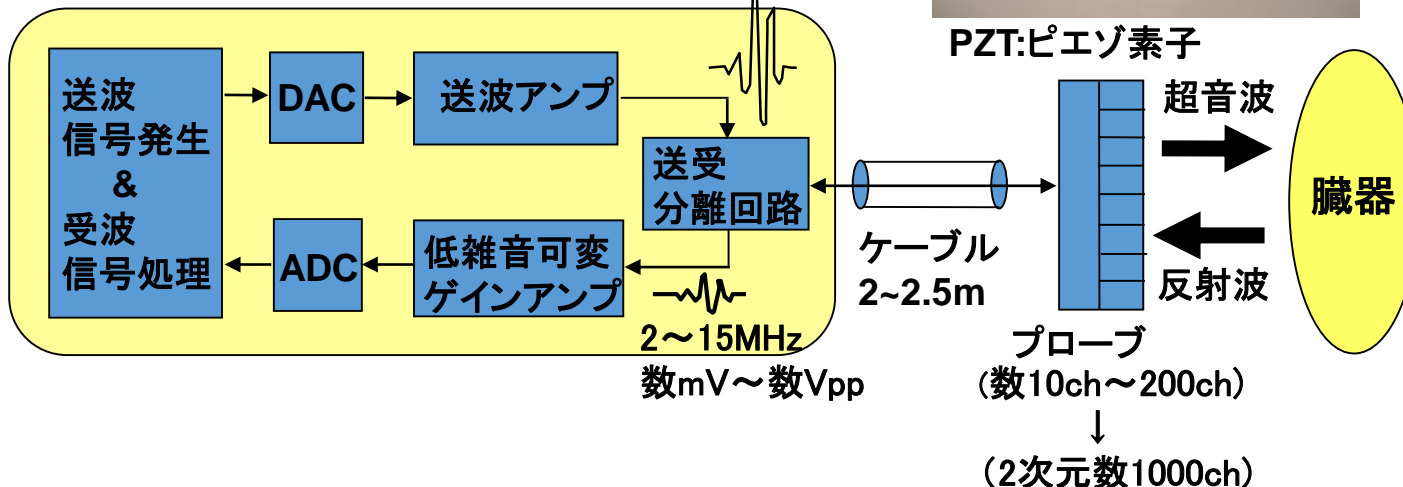 PZT:ピエゾ素子
送波
信号発生
&
受波
信号処理
DAC
送波アンプ
送受
分離回路
ADC
低雑音可変
ゲインアンプ
2～15MHz
数mV～数Vpp
ケーブル
2~2.5m
超音波
反射波
臓器
プローブ
(数10ch～200ch)
↓
(2次元数1000ch)